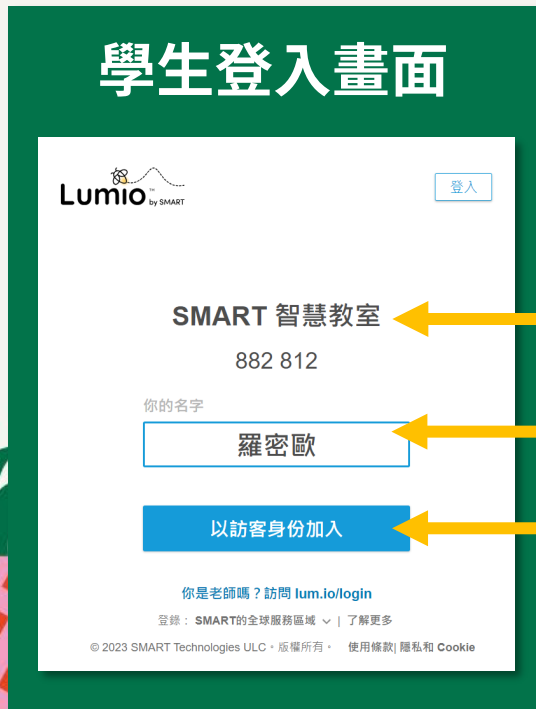 學生登入畫面
Lumio™ by SMART
登入
SMART 智慧教室
882 812
你的名字
羅密歐
以訪客身份加入
你是老師嗎？訪問 lum.io/login
登錄： SMART的全球服務區域 | 了解更多
© 2023 SMART Technologies ULC。版權所有。 使用條款| 隱私和 Cookie